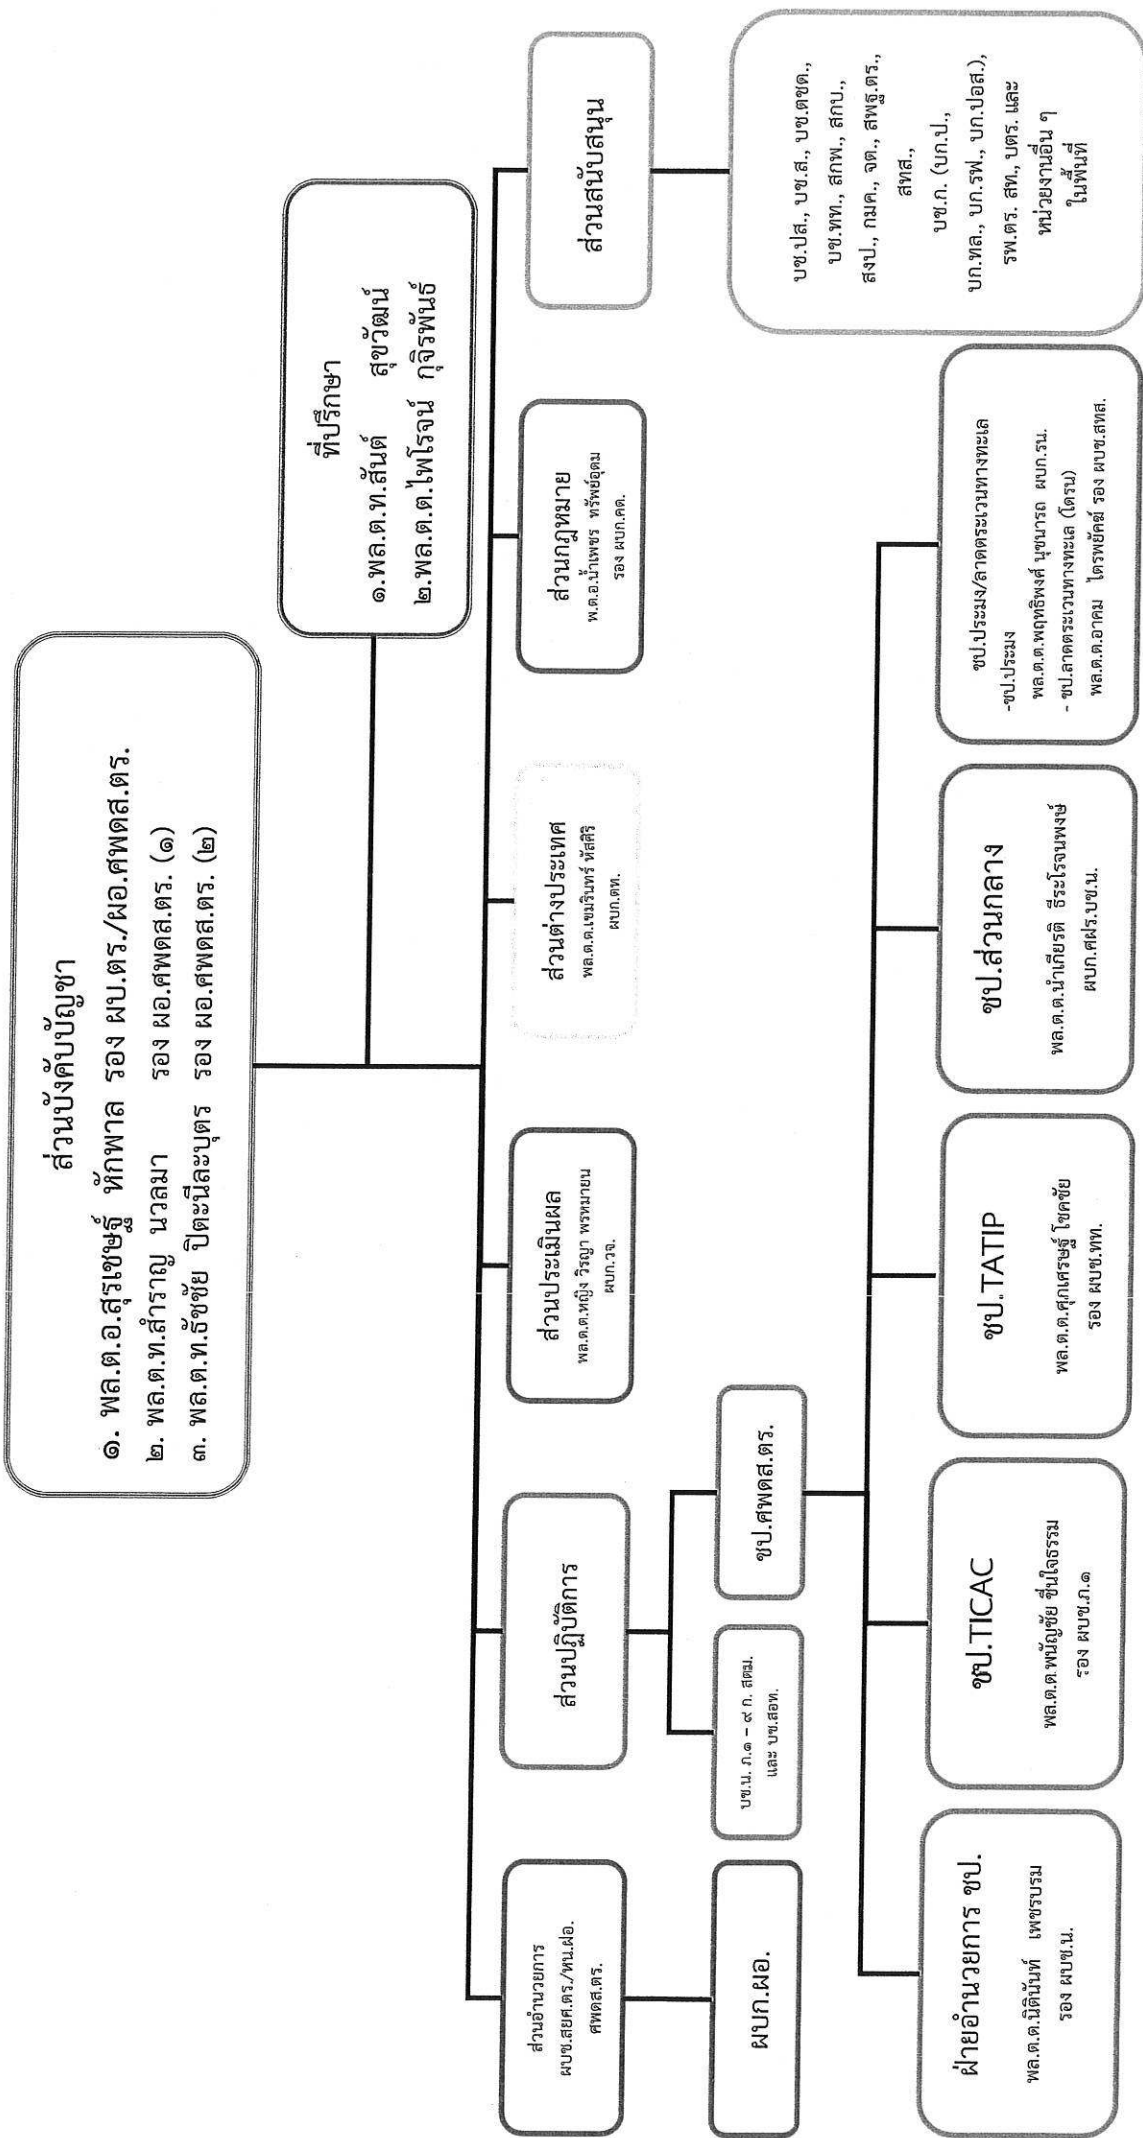 ส่วนบังคับบัญชา
๑. พล.ต.อ.สุรเชษฐ์ หักพาล รอง ผบ.ตร./ผอ.ศพดส.ตร.
๒. พล.ต.ท.สำราญ นวลมา รอง ผอ.ศพดส.ตร. (๑)
๓. พล.ต.ท.ธัชชัย ปิตะนีละบุตร รอง ผอ.ศพดส.ตร. (๒)
ที่ปรึกษา
๑.พล.ต.ท.สันต์ สุขวัฒน์
๒.พล.ต.ต.ไพโรจน์ กุจิรพันธ์
ส่วนอำนวยการ
ผบช.สยศ.ตร./หน.ฝอ.
ศพดส.ตร.
ส่วนปฏิบัติการ
ส่วนประเมินผล
พล.ต.ต.หญิง วิรญา พรหมายน
ผบก.วจ.
ส่วนต่างประเทศ
พล.ต.ต.เขมรินทร์ หัสศิริ
ผบก.ตท.
ส่วนกฎหมาย
พ.ต.อ.น้ำเพชร ทรัพย์อุดม
รอง ผบก.คด.
ส่วนสนับสนุน
ผบก.ผอ.
บช.น. ภ.๑ – ๙ ก. สตม.
และ บช.สอท.
ชป.ศพดส.ตร.
บช.ปส., บช.ส., บช.ตชด.,
บช.ทท., สกพ., สกบ.,
สงป., กมค., จต., สพฐ.ตร.,
สทส.,
บช.ก. (บก.ป.,
บก.ทล., บก.รฟ., บก.ปอส.),
รพ.ตร. สท., บตร. และ
หน่วยงานอื่น ๆ
ในพื้นที่
ฝ่ายอำนวยการ ชป.
พล.ต.ต.นิตินันท์ เพชรบรม
รอง ผบช.น.
ชป.TICAC
พล.ต.ต.พนัญชัย ชื่นใจธรรม
รอง ผบช.ภ.๑
ชป.TATIP
พล.ต.ต.ศุภเศรษฐ์ โชคชัย
รอง ผบช.ทท.
ชป.ส่วนกลาง
พล.ต.ต.นำเกียรติ ธีระโรจนพงษ์
ผบก.ศฝร.บช.น.
ชป.ประมง/ลาดตระเวนทางทะเล
-ชป.ประมง
พล.ต.ต.พฤทธิพงศ์ นุชนารถ ผบก.รน.
- ชป.ลาดตระเวนทางทะเล (โดรน)
พล.ต.ต.อาคม ไตรพยัคฆ์ รอง ผบช.สทส.